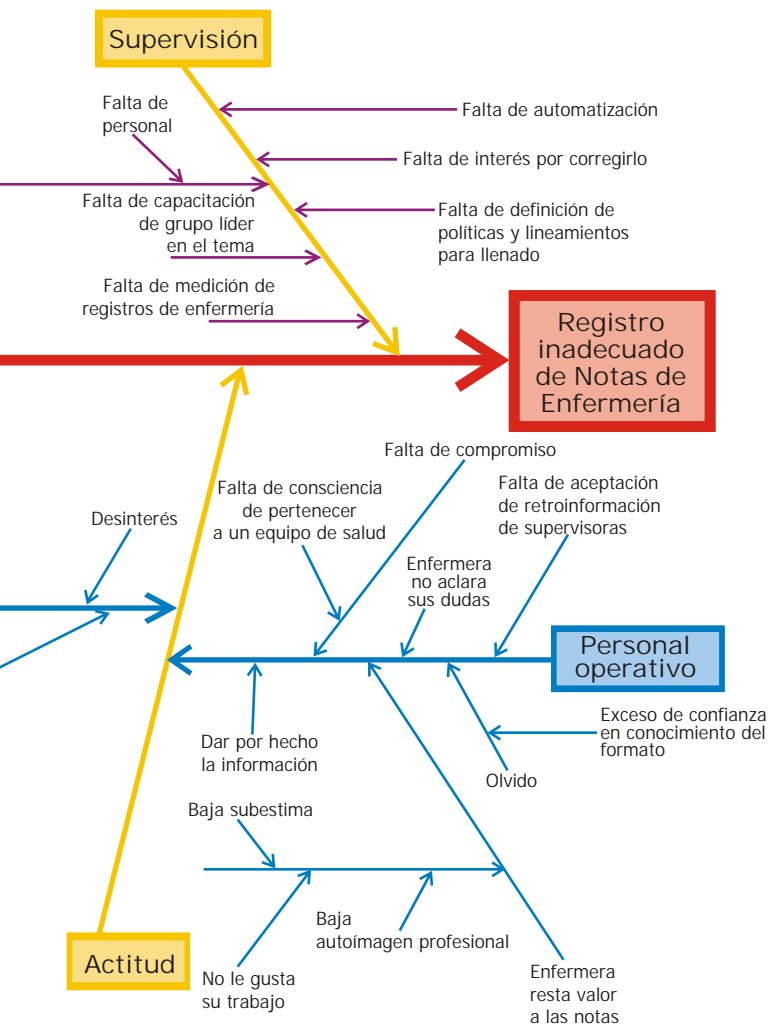 Supervisión
Falta de
personal
Falta de automatización
Falta de interés por corregirlo
Falta de capacitación
de grupo líder
en el tema
Falta de definición de
políticas y lineamientos
para llenado
Falta de medición de
registros de enfermería
Registro
inadecuado
de Notas de
Enfermería
Falta de compromiso
Falta de consciencia
de pertenecer
a un equipo de salud
Falta de aceptación
de retroinformación
de supervisoras
Desinterés
Enfermera
no aclara
sus dudas
Personal
operativo
Dar por hecho
la información
Exceso de confianza
en conocimiento del
formato
Olvido
Baja subestima
Baja
autoímagen profesional
Actitud
No le gusta
su trabajo
Enfermera
resta valor
a las notas